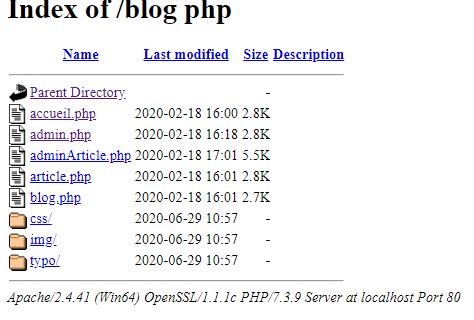 Index of /blog php
Name Last modified Size Description
Parent Directory -
accueil.php 2020-02-18 16:00 2.8K
admin.php 2020-02-18 16:18 2.8K
adminArticle.php 2020-02-18 17:01 5.5K
article.php 2020-02-18 16:01 2.8K
blog.php 2020-02-18 16:01 2.7K
css/ 2020-06-29 10:57 -
img/ 2020-06-29 10:57 -
typo/ 2020-06-29 10:57 -
Apache/2.4.41 (Win64) OpenSSL/1.1.1c PHP/7.3.9 Server at localhost Port 80